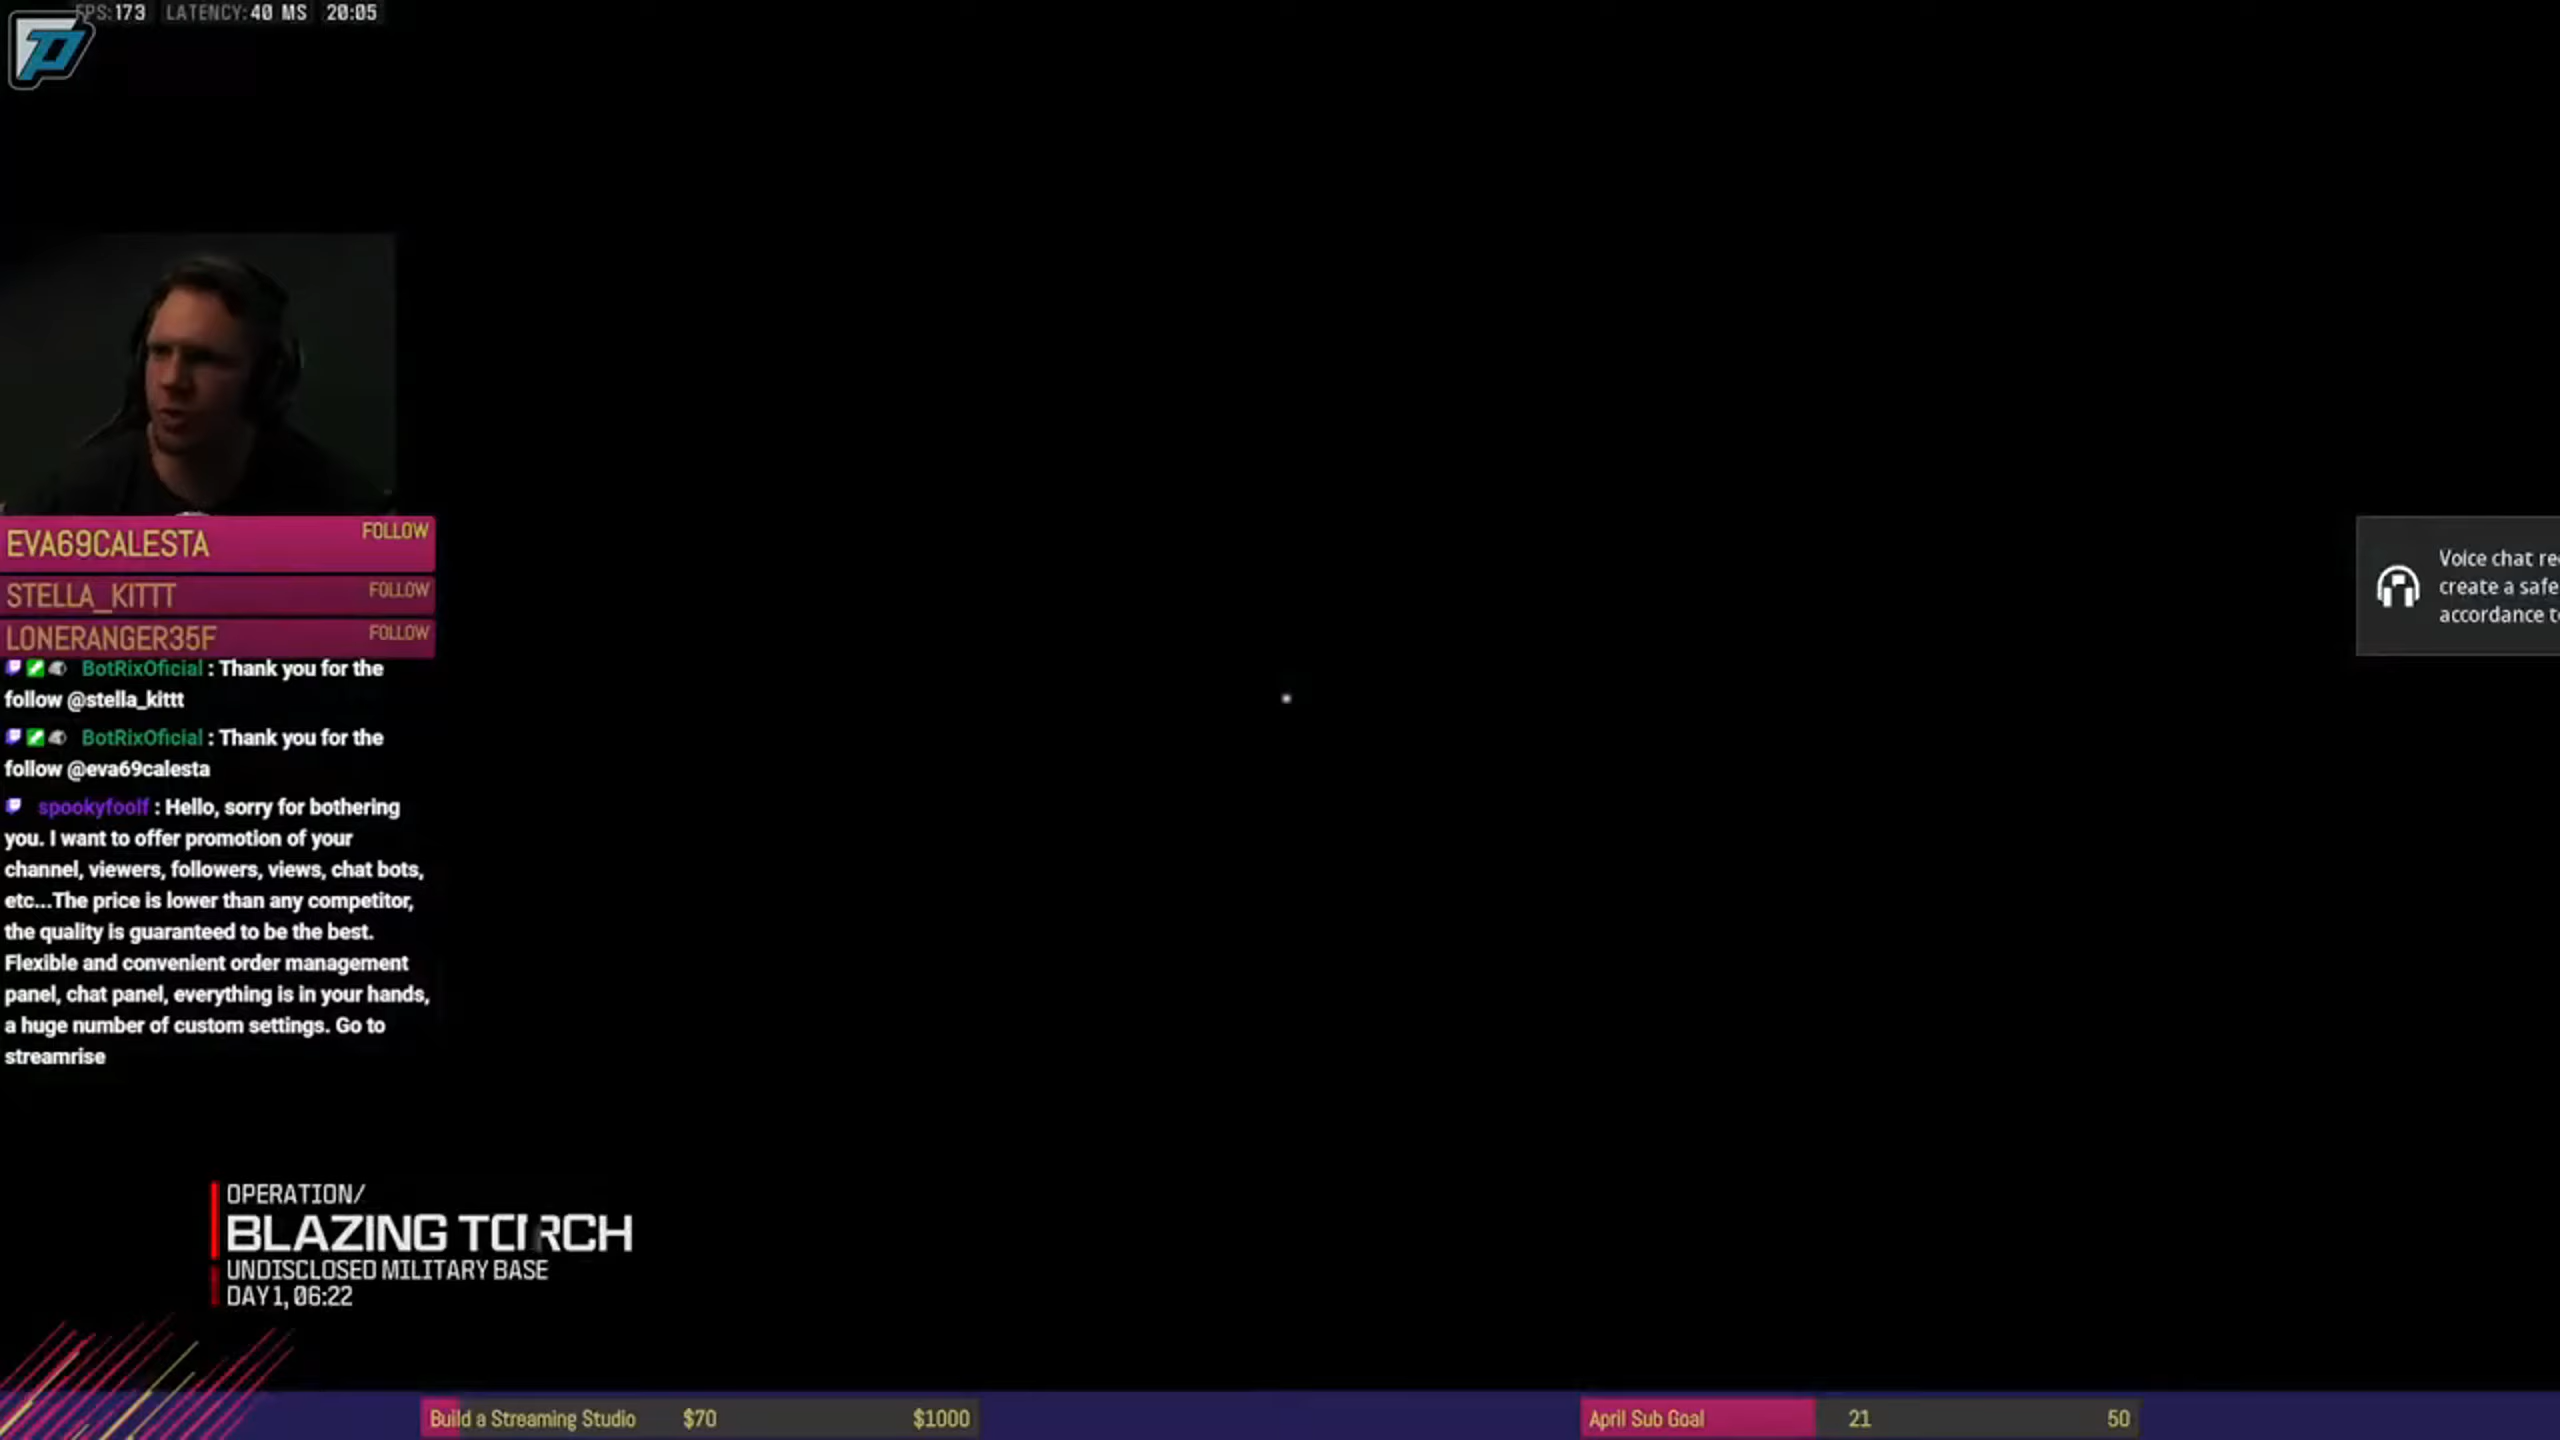 FPS:173 LATENCY:40 MS 20:05
EVA69CALESTA FOLLOW
STELLA_KITTT FOLLOW
LONERANGER35F FOLLOW
BotRixOficial : Thank you for the
follow @stella_kittt
BotRixOficial : Thank you for the
follow @eva69calesta
spookyfoolf : Hello, sorry for bothering
you. I want to offer promotion of your
channel, viewers, followers, views, chat bots,
etc...The price is lower than any competitor,
the quality is guaranteed to be the best.
Flexible and convenient order management
panel, chat panel, everything is in your hands,
a huge number of custom settings. Go to
streamrise
Voice chat
create a safe
accordance
OPERATION/
BLAZING TORCH
UNDISCLOSED MILITARY BASE
DAY 1, 06:22
Build a Streaming Studio $70 $1000
April Sub Goal 21 50